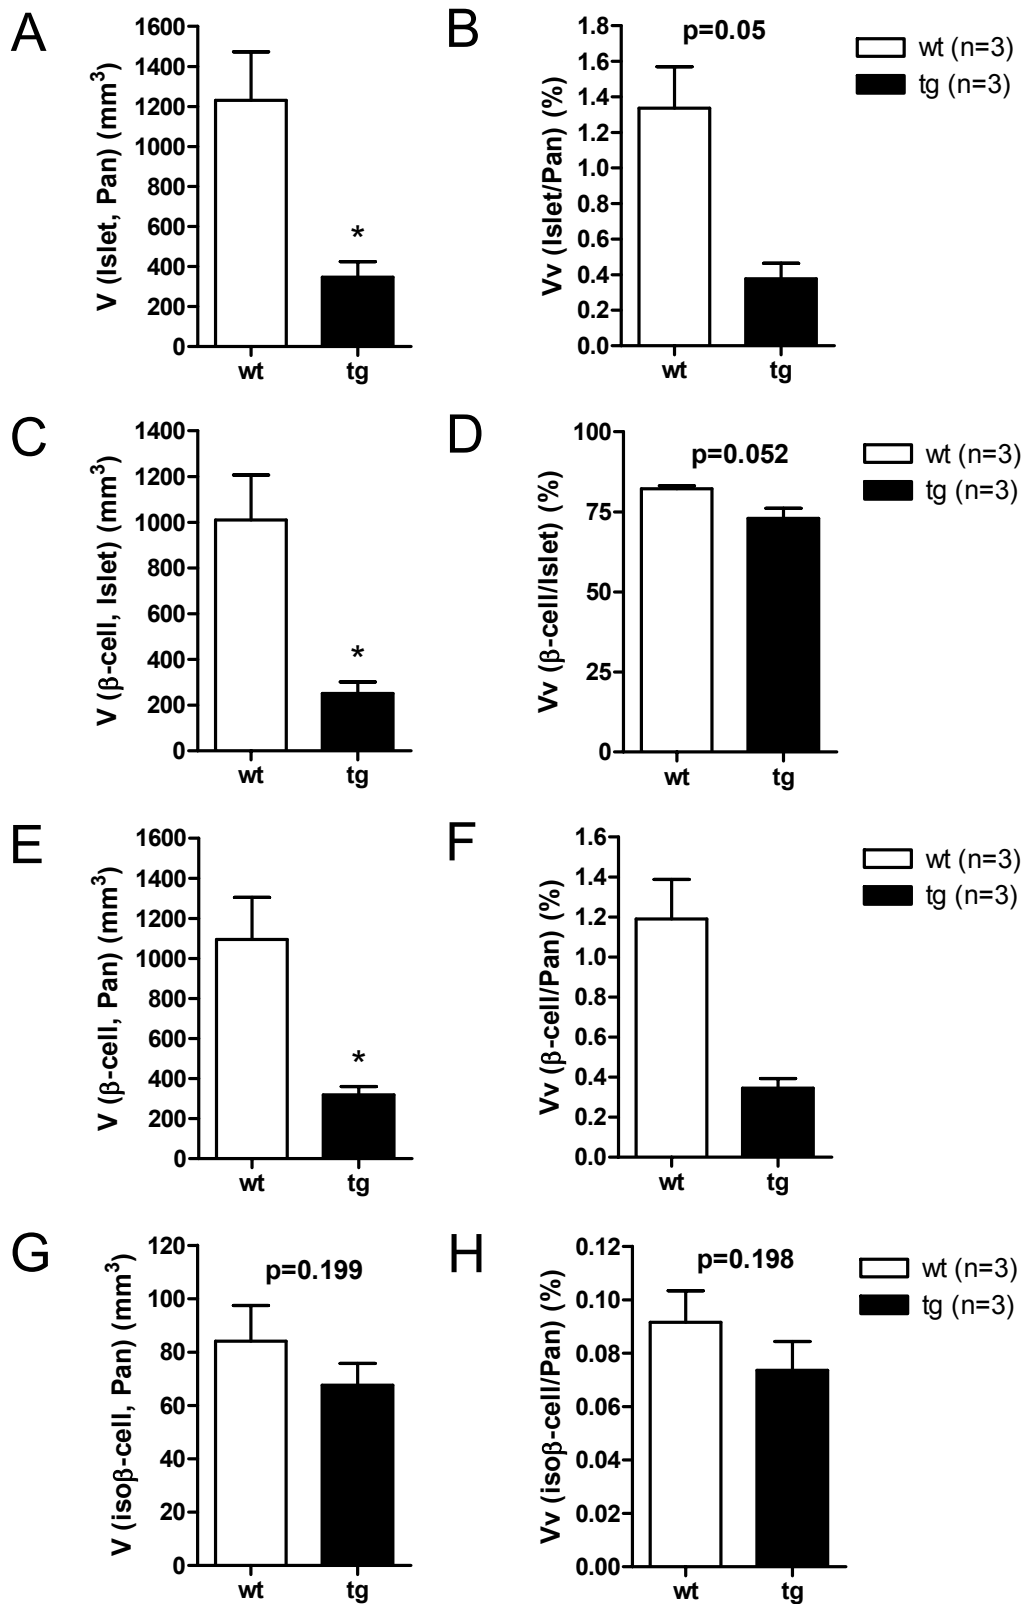 A
V (Islet, Pan) (mm³)
1600
1400
1200
1000
800
600
400
200
0
*
wt
tg
B
Vv (Islet/Pan) (%)
1.8
1.6
1.4
1.2
1.0
0.8
0.6
0.4
0.2
0.0
p=0.05
wt
tg
wt (n=3)
tg (n=3)
C
V (β-cell, Islet) (mm³)
1400
1200
1000
800
600
400
200
0
*
wt
tg
D
Vv (β-cell/Islet) (%)
100
75
50
25
0
p=0.052
wt
tg
wt (n=3)
tg (n=3)
E
V (β-cell, Pan) (mm³)
1600
1400
1200
1000
800
600
400
200
0
*
wt
tg
F
Vv (β-cell/Pan) (%)
1.6
1.4
1.2
1.0
0.8
0.6
0.4
0.2
0.0
wt
tg
wt (n=3)
tg (n=3)
G
V (isoβ-cell, Pan) (mm³)
120
100
80
60
40
20
0
p=0.199
wt
tg
H
Vv (isoβ-cell/Pan) (%)
0.12
0.10
0.08
0.06
0.04
0.02
0.00
p=0.198
wt
tg
wt (n=3)
tg (n=3)